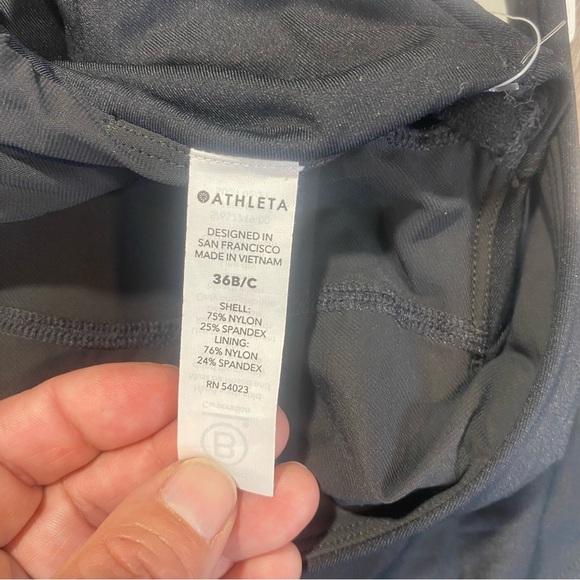 ATHLETA
DESIGNED IN
SAN FRANCISCO
MADE IN VIETNAM
36B/C
SHELL:
75% NYLON
25% SPANDEX
LINING:
76% NYLON
24% SPANDEX
RN 54023
B